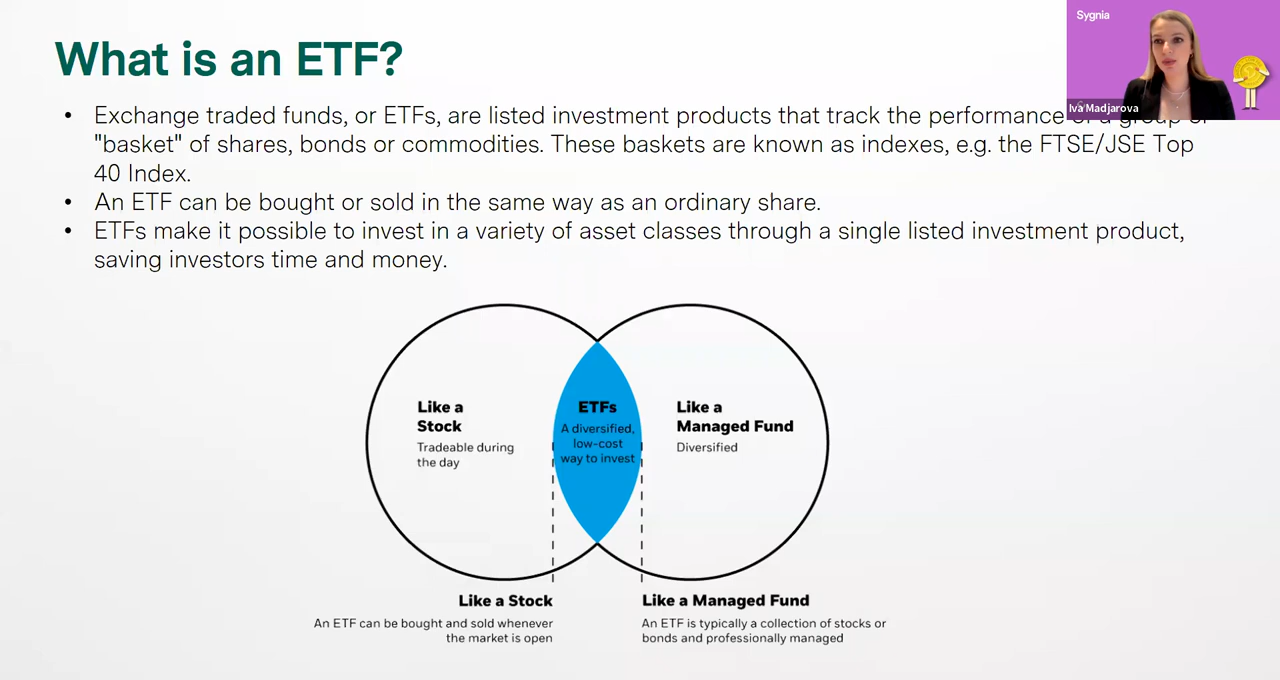 Sygnia
Iva Madjarova
What is an ETF?
• Exchange traded funds, or ETFs, are listed investment products that track the performance of a group of
"basket" of shares, bonds or commodities. These baskets are known as indexes, e.g. the FTSE/JSE Top
40 Index.
• An ETF can be bought or sold in the same way as an ordinary share.
• ETFs make it possible to invest in a variety of asset classes through a single listed investment product,
saving investors time and money.
Like a
Stock
Tradeable during
the day
ETFs
A diversified,
low-cost
way to invest
Like a
Managed Fund
Diversified
Like a Stock
An ETF can be bought and sold whenever
the market is open
Like a Managed Fund
An ETF is typically a collection of stocks or
bonds and professionally managed